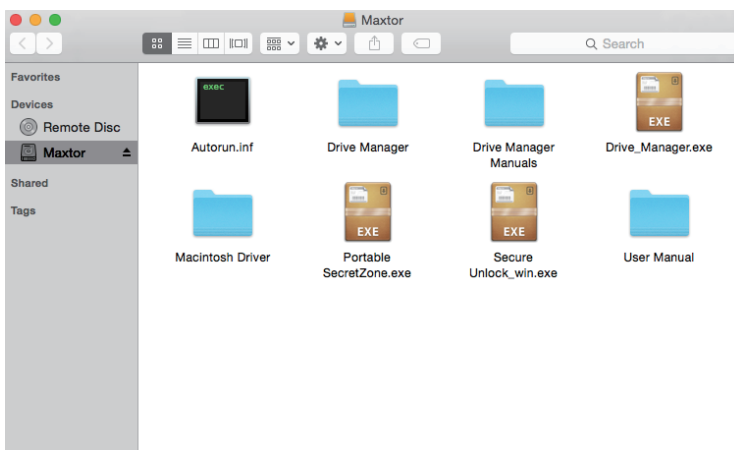 Maxtor
Search
Favorites
Devices
Remote Disc
Maxtor
Shared
Tags
exec
Autorun.inf
Drive Manager
Drive Manager
Manuals
EXE
Drive_Manager.exe
Macintosh Driver
EXE
Portable
SecretZone.exe
EXE
Secure
Unlock_win.exe
User Manual